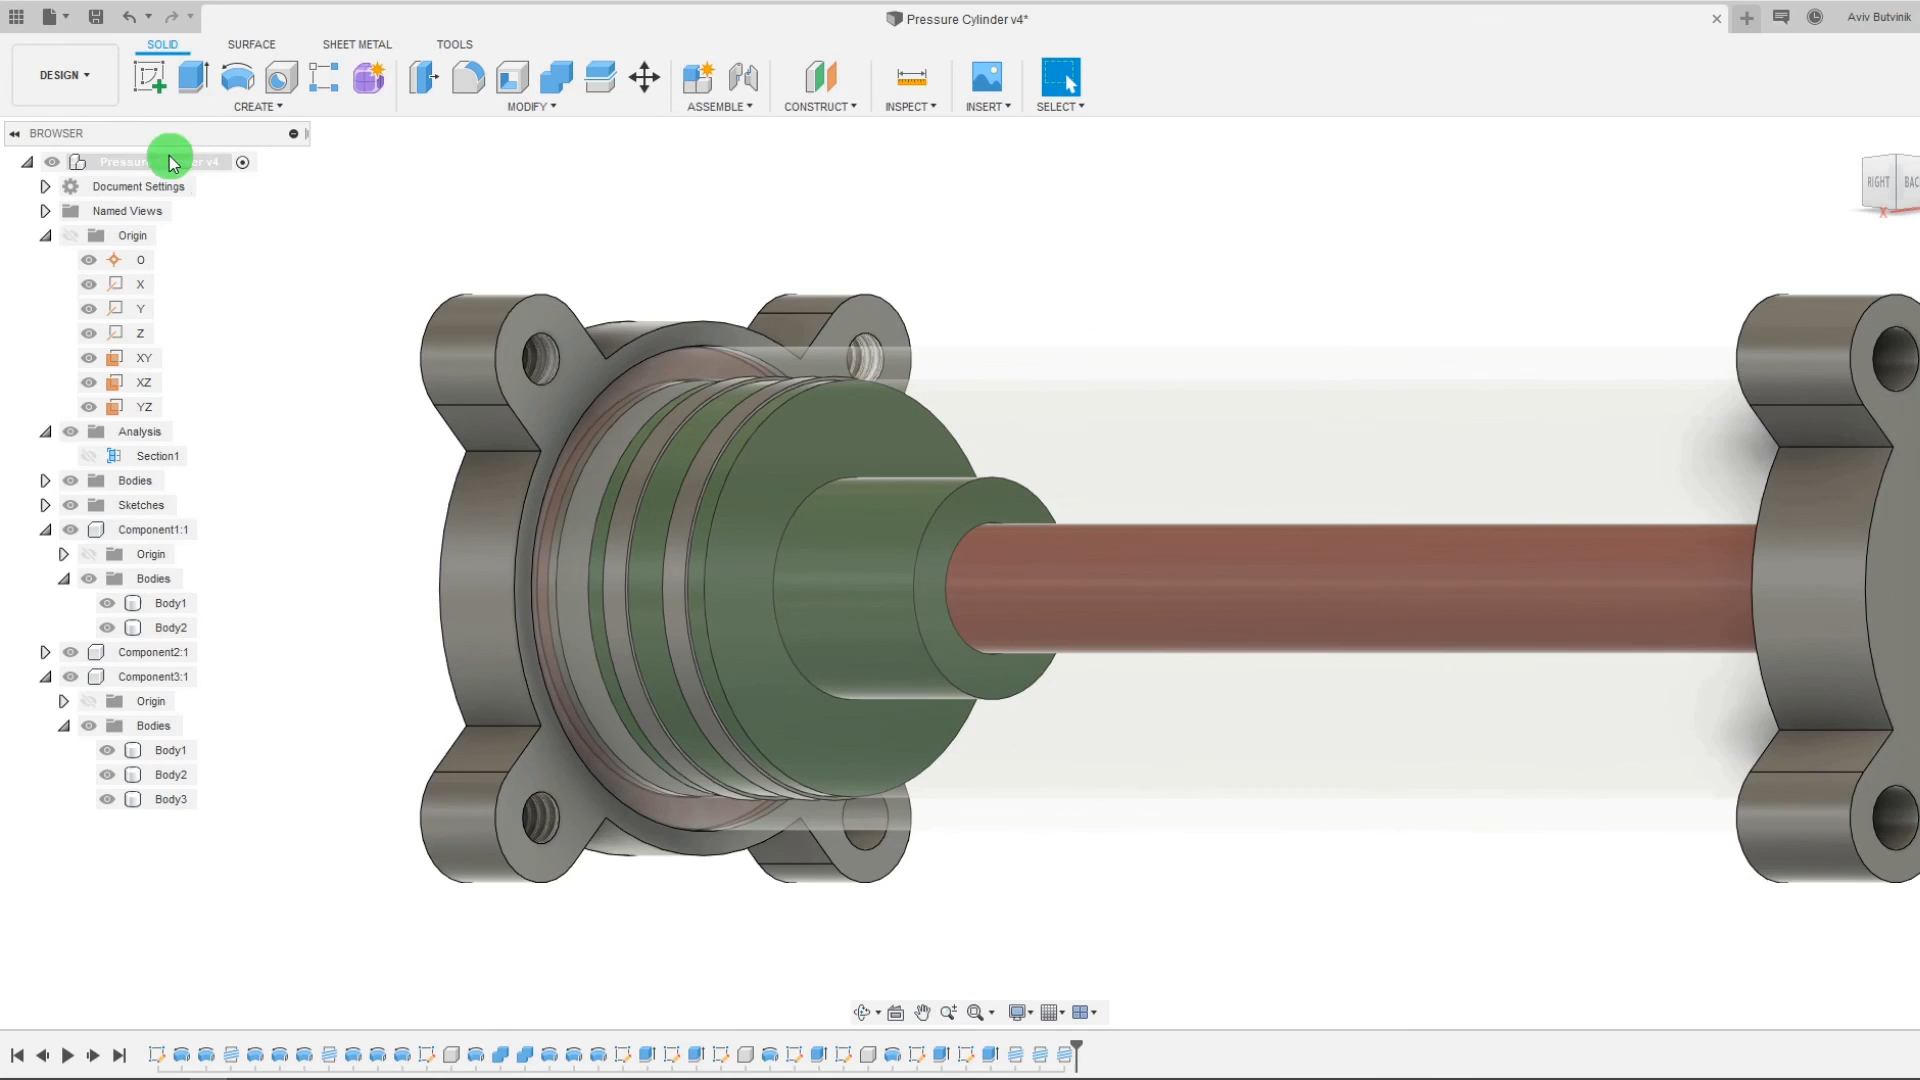 Pressure Cylinder v4*
Aviv Butvinik
SOLID
SURFACE
SHEET METAL
TOOLS
DESIGN
CREATE
MODIFY
ASSEMBLE
CONSTRUCT
INSPECT
INSERT
SELECT
BROWSER
Document Settings
Named Views
Origin
O
X
Y
Z
XY
XZ
YZ
Analysis
Section1
Bodies
Sketches
Component1:1
Origin
Bodies
Body1
Body2
Component2:1
Component3:1
Origin
Bodies
Body1
Body2
Body3
RIGHT
BAC
X